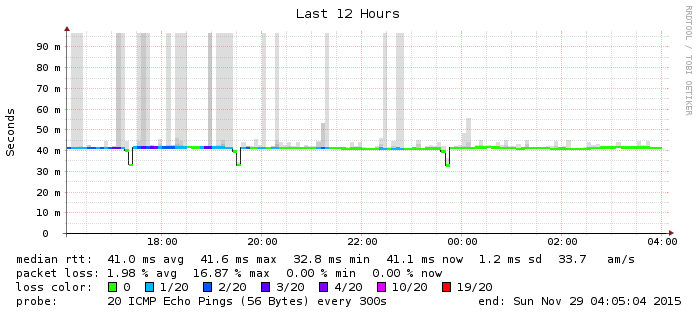 Last 12 Hours
RRDTOOL / TOBI OETIKER
Seconds
90 m
80 m
70 m
60 m
50 m
40 m
30 m
20 m
10 m
0
18:00 20:00 22:00 00:00 02:00 04:00
median rtt: 41.0 ms avg 41.6 ms max 32.8 ms min 41.1 ms now 1.2 ms sd 33.7 am/s
packet loss: 1.98 % avg 16.87 % max 0.00 % min 0.00 % now
loss color: 0 1/20 2/20 3/20 4/20 10/20 19/20
probe: 20 ICMP Echo Pings (56 Bytes) every 300s end: Sun Nov 29 04:05:04 2015